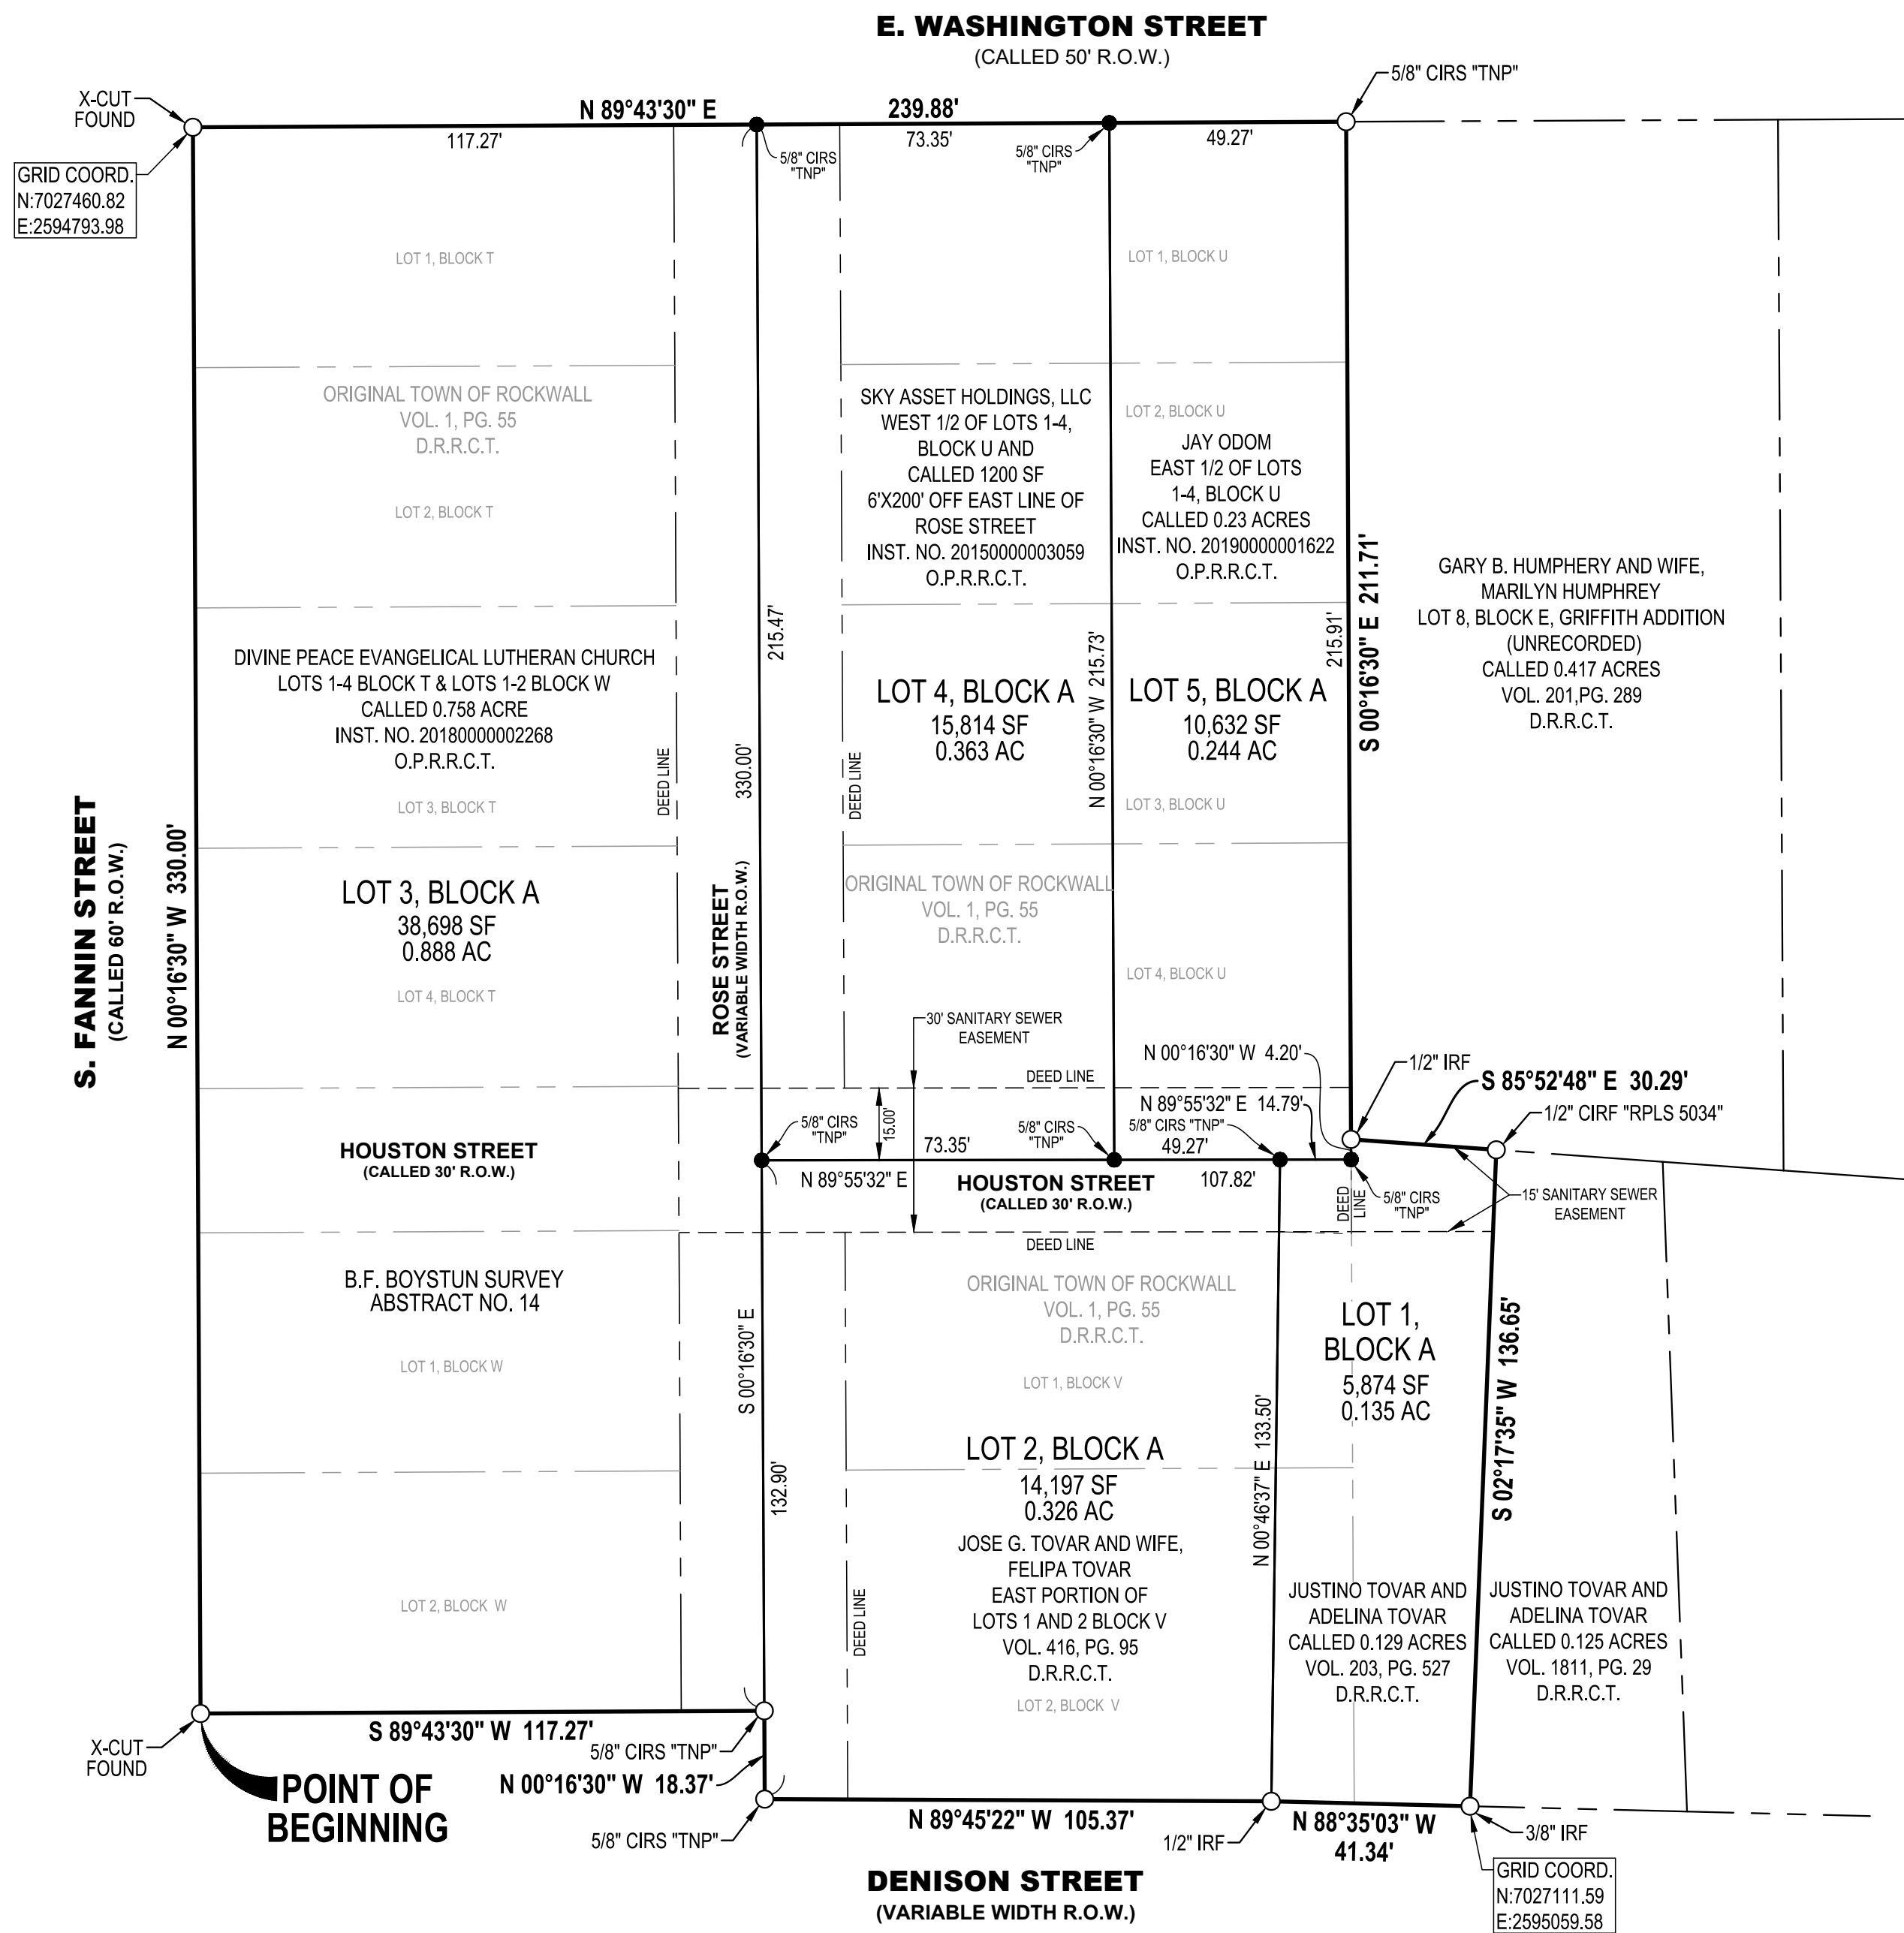 E. WASHINGTON STREET
(CALLED 50' R.O.W.)
5/8" CIRS "TNP"
X-CUT
FOUND
N 89°43'30" E
239.88'
117.27'
73.35'
49.27'
5/8" CIRS
"TNP"
5/8" CIRS
"TNP"
GRID COORD.
N:7027460.82
E:2594793.98
LOT 1, BLOCK T
LOT 1, BLOCK U
ORIGINAL TOWN OF ROCKWALL
VOL. 1, PG. 55
D.R.R.C.T.
LOT 2, BLOCK T
SKY ASSET HOLDINGS, LLC
WEST 1/2 OF LOTS 1-4,
BLOCK U AND
CALLED 1200 SF
6'X200' OFF EAST LINE OF
ROSE STREET
INST. NO. 20150000003059
O.P.R.R.C.T.
LOT 2, BLOCK U
JAY ODOM
EAST 1/2 OF LOTS
1-4, BLOCK U
CALLED 0.23 ACRES
INST. NO. 20190000001622
O.P.R.R.C.T.
S 00°16'30" E 211.71'
215.91'
GARY B. HUMPHERY AND WIFE,
MARILYN HUMPHREY
LOT 8, BLOCK E, GRIFFITH ADDITION
(UNRECORDED)
CALLED 0.417 ACRES
VOL. 201,PG. 289
D.R.R.C.T.
215.47'
330.00'
N 00°16'30" W 215.73'
DIVINE PEACE EVANGELICAL LUTHERAN CHURCH
LOTS 1-4 BLOCK T & LOTS 1-2 BLOCK W
CALLED 0.758 ACRE
INST. NO. 20180000002268
O.P.R.R.C.T.
DEED LINE
DEED LINE
LOT 4, BLOCK A
15,814 SF
0.363 AC
LOT 5, BLOCK A
10,632 SF
0.244 AC
LOT 3, BLOCK T
LOT 3, BLOCK U
S. FANNIN STREET
(CALLED 60' R.O.W.)
N 00°16'30" W 330.00'
LOT 3, BLOCK A
38,698 SF
0.888 AC
LOT 4, BLOCK T
ROSE STREET
(VARIABLE WIDTH R.O.W.)
ORIGINAL TOWN OF ROCKWALL
VOL. 1, PG. 55
D.R.R.C.T.
LOT 4, BLOCK U
30' SANITARY SEWER
EASEMENT
N 00°16'30" W 4.20'
1/2" IRF
S 85°52'48" E 30.29'
DEED LINE
N 89°55'32" E 14.79'
1/2" CIRF "RPLS 5034"
5/8" CIRS
"TNP"
15.00'
5/8" CIRS
"TNP"
5/8" CIRS "TNP"
73.35'
49.27'
HOUSTON STREET
(CALLED 30' R.O.W.)
N 89°55'32" E
HOUSTON STREET
(CALLED 30' R.O.W.)
107.82'
DEED
LINE
5/8" CIRS
"TNP"
15' SANITARY SEWER
EASEMENT
DEED LINE
B.F. BOYSTUN SURVEY
ABSTRACT NO. 14
ORIGINAL TOWN OF ROCKWALL
VOL. 1, PG. 55
D.R.R.C.T.
LOT 1,
BLOCK A
5,874 SF
0.135 AC
S 02°17'35" W 136.65'
LOT 1, BLOCK W
S 00°16'30" E
LOT 1, BLOCK V
N 00°46'37" E 133.50'
LOT 2, BLOCK A
14,197 SF
0.326 AC
132.90'
JOSE G. TOVAR AND WIFE,
FELIPA TOVAR
EAST PORTION OF
LOTS 1 AND 2 BLOCK V
VOL. 416, PG. 95
D.R.R.C.T.
LOT 2, BLOCK V
DEED LINE
LOT 2, BLOCK W
JUSTINO TOVAR AND
ADELINA TOVAR
CALLED 0.129 ACRES
VOL. 203, PG. 527
D.R.R.C.T.
JUSTINO TOVAR AND
ADELINA TOVAR
CALLED 0.125 ACRES
VOL. 1811, PG. 29
D.R.R.C.T.
X-CUT
FOUND
S 89°43'30" W 117.27'
5/8" CIRS "TNP"
N 00°16'30" W 18.37'
POINT OF
BEGINNING
5/8" CIRS "TNP"
N 89°45'22" W 105.37'
1/2" IRF
N 88°35'03" W
41.34'
3/8" IRF
GRID COORD.
N:7027111.59
E:2595059.58
DENISON STREET
(VARIABLE WIDTH R.O.W.)